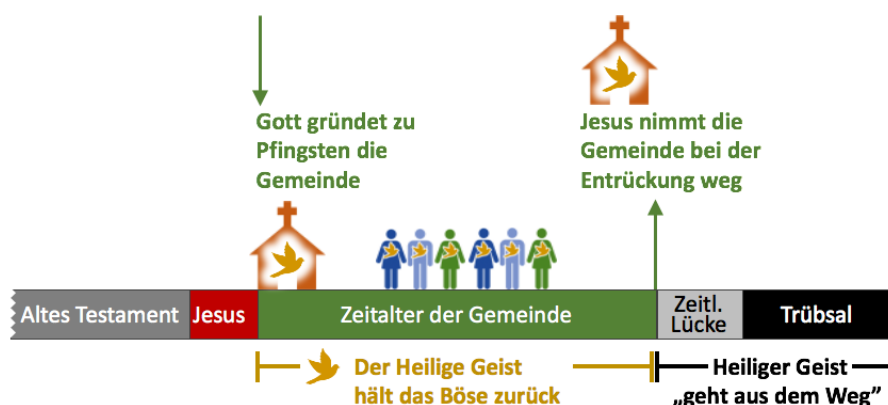 Gott gründet zu
Pfingsten die
Gemeinde
Jesus nimmt die
Gemeinde bei der
Entrückung weg
Altes Testament
Jesus
Zeitalter der Gemeinde
Zeitl.
Lücke
Trübsal
Der Heilige Geist
hält das Böse zurück
Heiliger Geist
„geht aus dem Weg”